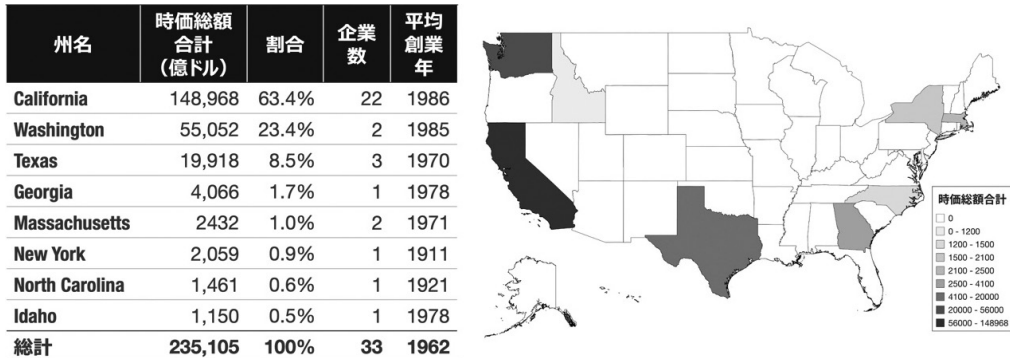 州名 時価総額合計（億ドル） 割合 企業数 平均創業年
California 148,968 63.4% 22 1986
Washington 55,052 23.4% 2 1985
Texas 19,918 8.5% 3 1970
Georgia 4,066 1.7% 1 1978
Massachusetts 2432 1.0% 2 1971
New York 2,059 0.9% 1 1911
North Carolina 1,461 0.6% 1 1921
Idaho 1,150 0.5% 1 1978
総計 235,105 100% 33 1962
時価総額合計
0
0 - 1200
1200 - 1500
1500 - 2100
2100 - 2500
2500 - 4100
4100 - 20000
20000 - 56000
56000 - 148968